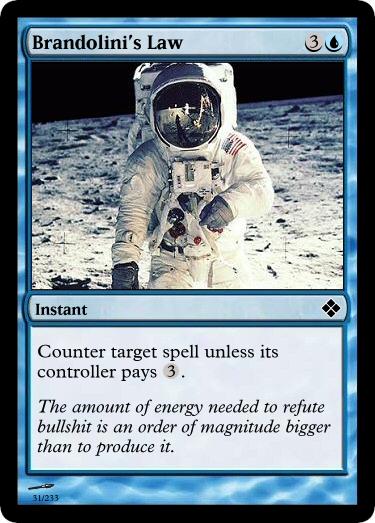 Brandolini's Law 3
Instant
Counter target spell unless its
controller pays 3.
The amount of energy needed to refute
bullshit is an order of magnitude bigger
than to produce it.
31/233